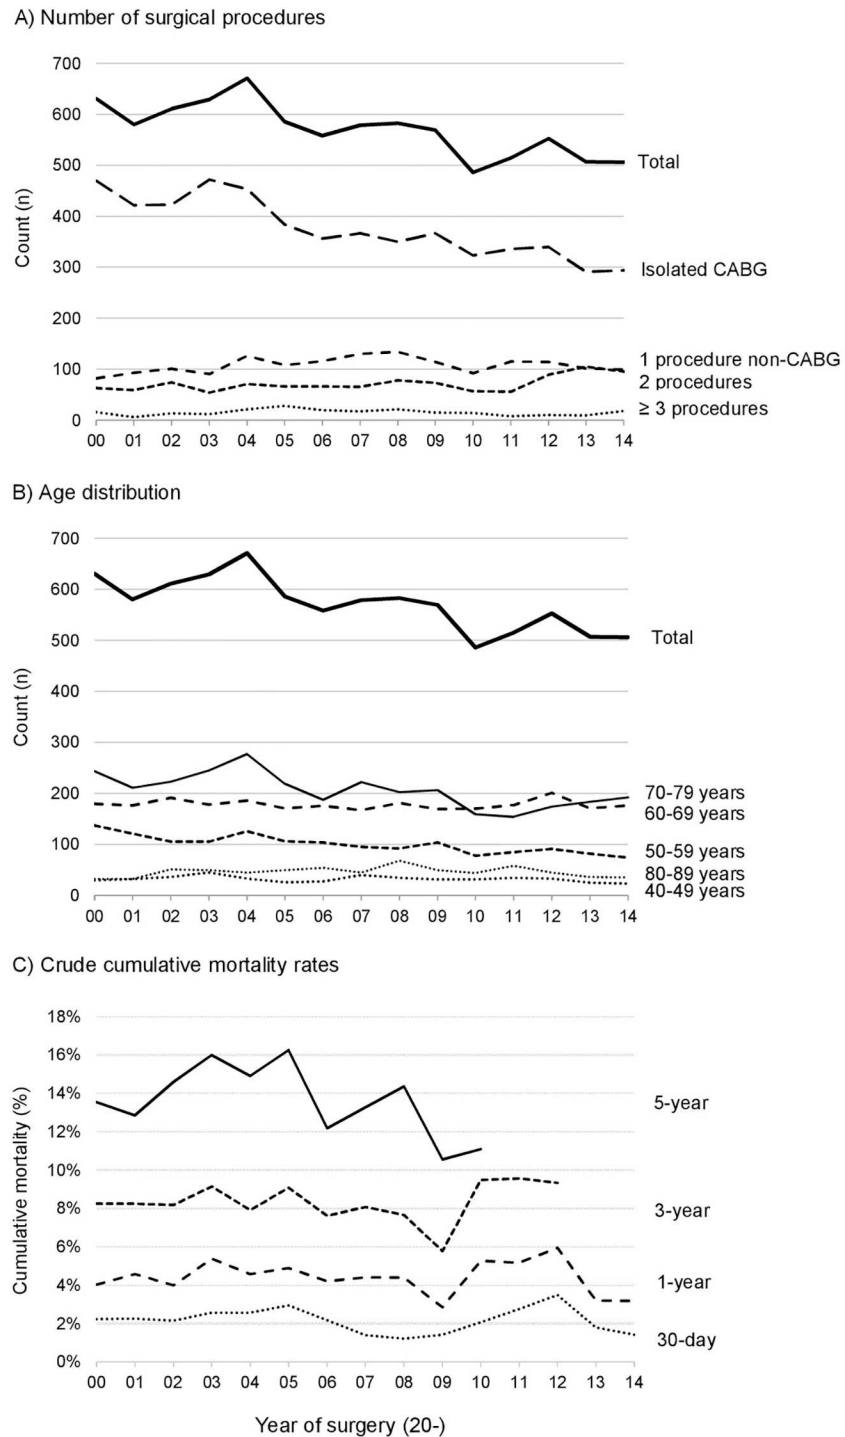 A) Number of surgical procedures
700
600
500
400
300
200
100
0
Count (n)
Total
Isolated CABG
1 procedure non-CABG
2 procedures
≥ 3 procedures
00 01 02 03 04 05 06 07 08 09 10 11 12 13 14
B) Age distribution
700
600
500
400
300
200
100
0
Count (n)
Total
70-79 years
60-69 years
50-59 years
80-89 years
40-49 years
00 01 02 03 04 05 06 07 08 09 10 11 12 13 14
C) Crude cumulative mortality rates
18%
16%
14%
12%
10%
8%
6%
4%
2%
0%
Cumulative mortality (%)
5-year
3-year
1-year
30-day
00 01 02 03 04 05 06 07 08 09 10 11 12 13 14
Year of surgery (20-)